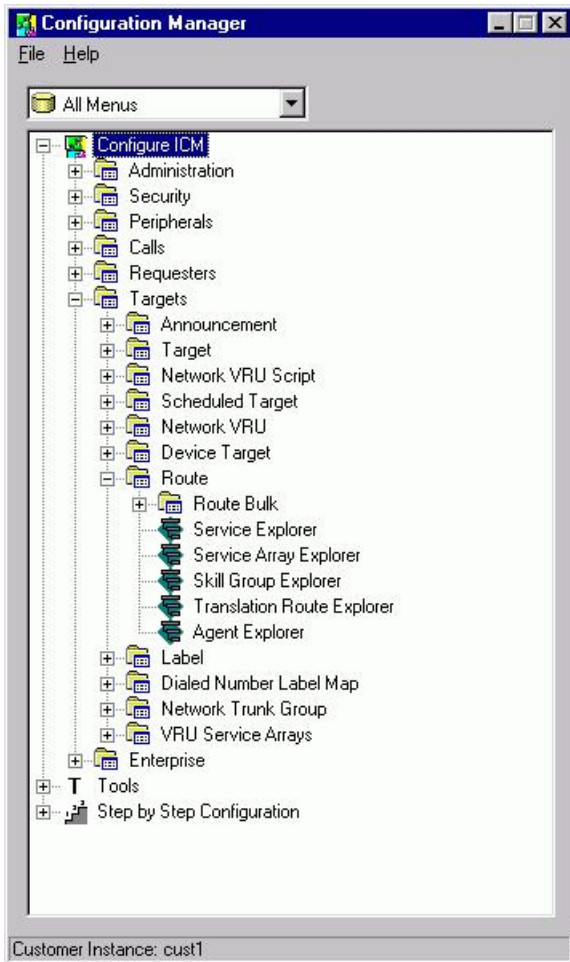 Configuration Manager
File Help
All Menus
Configure ICM
Administration
Security
Peripherals
Calls
Requesters
Targets
Announcement
Target
Network VRU Script
Scheduled Target
Network VRU
Device Target
Route
Route Bulk
Service Explorer
Service Array Explorer
Skill Group Explorer
Translation Route Explorer
Agent Explorer
Label
Dialed Number Label Map
Network Trunk Group
VRU Service Arrays
Enterprise
T Tools
Step by Step Configuration
Customer Instance: cust1